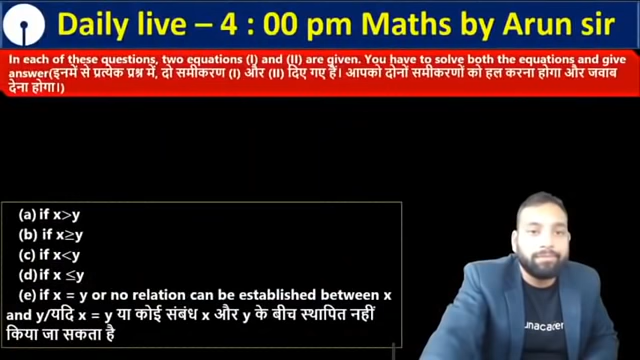 Daily live – 4 : 00 pm Maths by Arun sir
In each of these questions, two equations (I) and (II) are given. You have to solve both the equations and give
answer(इनमें से प्रत्येक प्रश्न में, दो समीकरण (I) और (II) दिए गए हैं। आपको दोनों समीकरणों को हल करना होगा और जवाब
देना होगा।)
(a) if x>y
(b) if x≥y
(c) if x<y
(d) if x ≤y
(e) if x = y or no relation can be established between x
and y/यदि x = y या कोई संबंध x और y के बीच स्थापित नहीं
किया जा सकता है